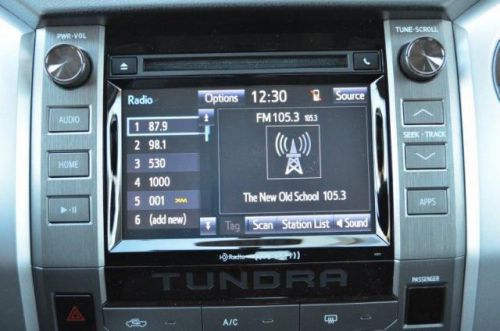 PWR•VOL
TUNE•SCROLL
Radio
Options
12:30
Source
FM 105.3 105.3
1 87.9
2 98.1
3 530
4 1000
5 001 XM
6 (add new)
The New Old School 105.3
Tag
Scan
Station List
Sound
HD Radio
AUDIO
HOME
SEEK • TRACK
APPS
TUNDRA
PASSENGER
A/C